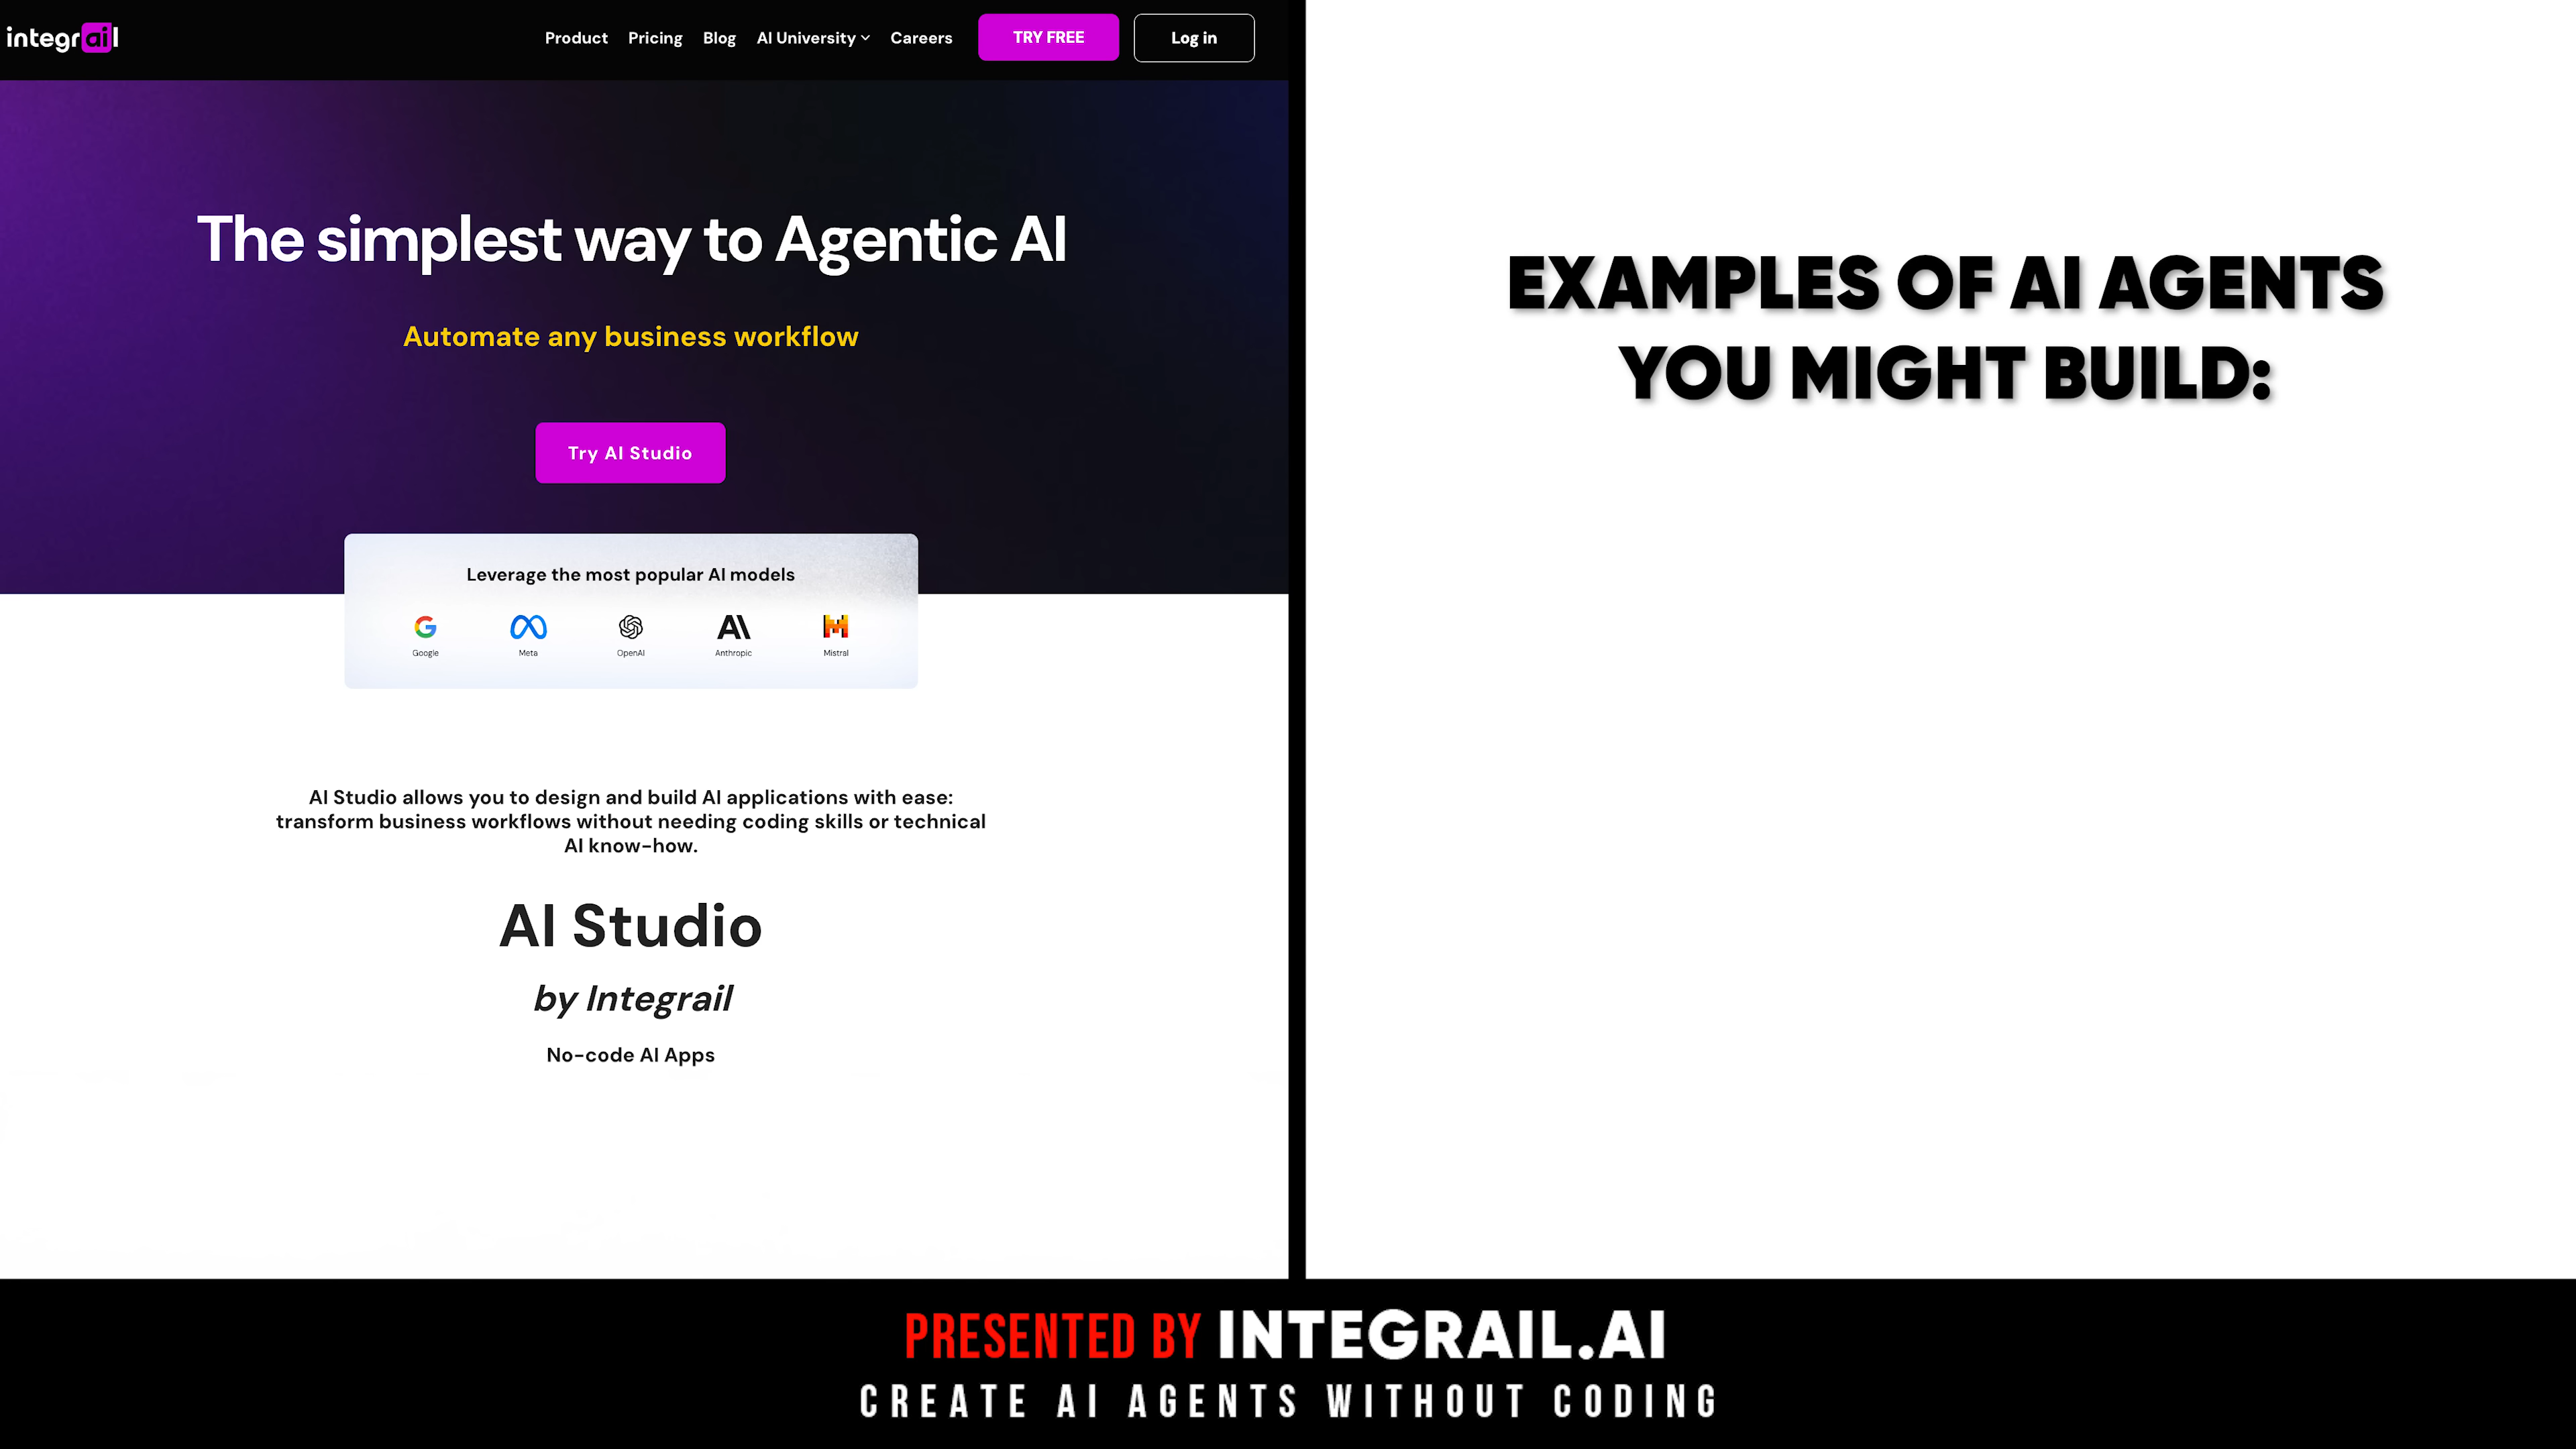 integrail
Product
Pricing
Blog
AI University
Careers
TRY FREE
Log in
The simplest way to Agentic AI
Automate any business workflow
Try AI Studio
Leverage the most popular AI models
Google
Meta
OpenAI
Anthropic
Mistral
AI Studio allows you to design and build AI applications with ease:
transform business workflows without needing coding skills or technical
AI know-how.
AI Studio
by Integrail
No-code AI Apps
EXAMPLES OF AI AGENTS
YOU MIGHT BUILD:
PRESENTED BY INTEGRAIL.AI
CREATE AI AGENTS WITHOUT CODING